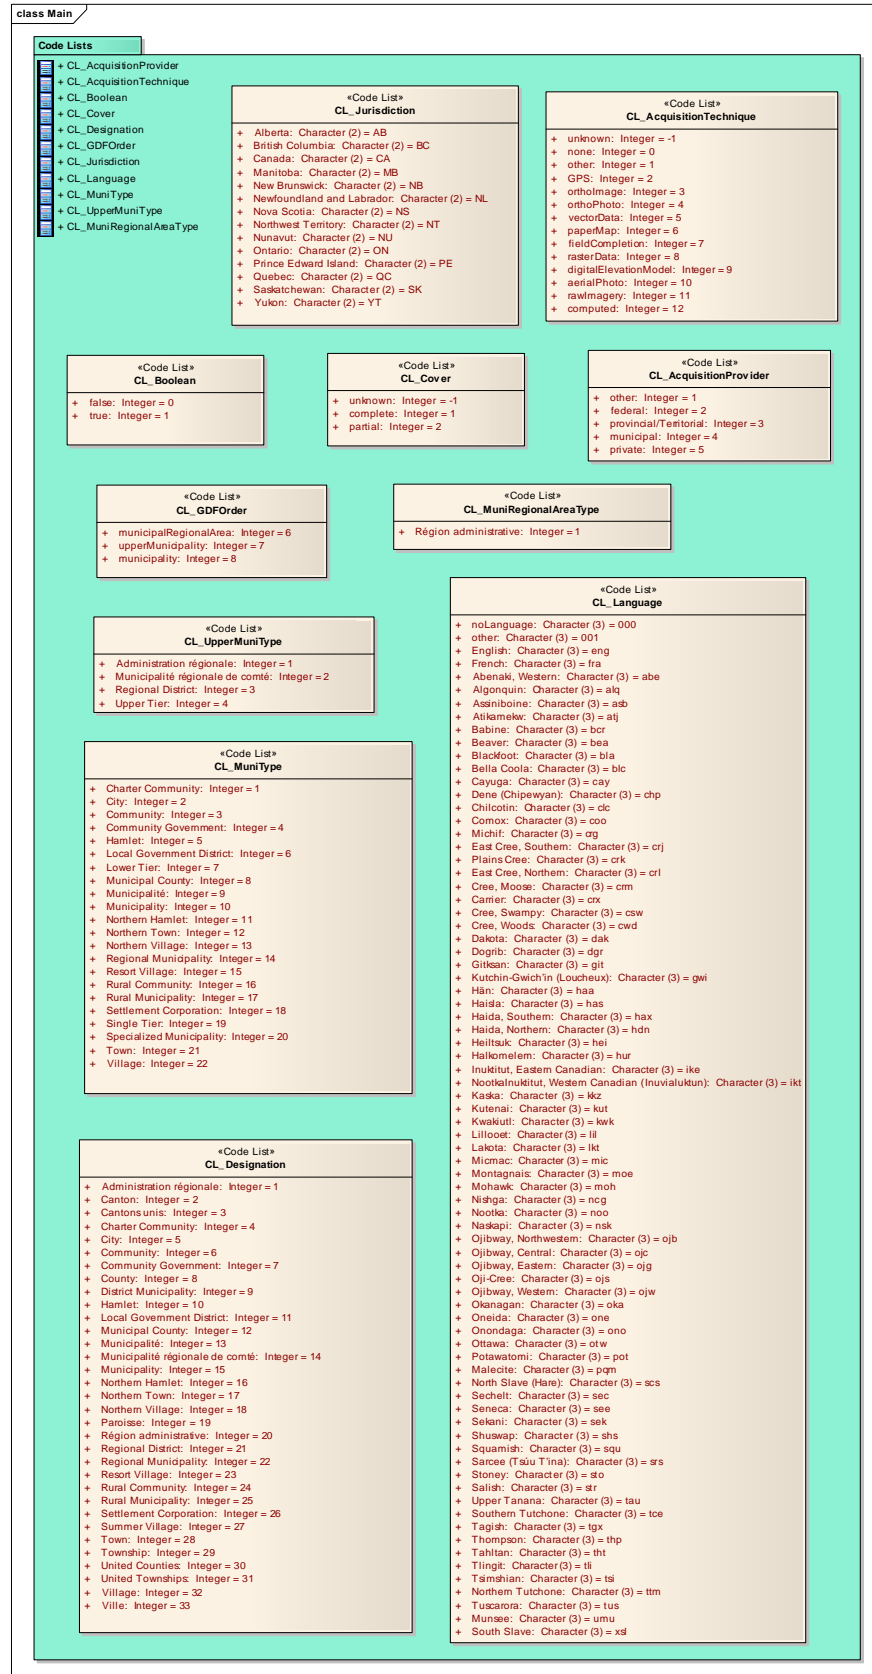 class Main
Code Lists
+ CL_AcquisitionProvider
+ CL_AcquisitionTechnique
+ CL_Boolean
+ CL_Cover
+ CL_Designation
+ CL_GDFOrder
+ CL_Jurisdiction
+ CL_Language
+ CL_MuniType
+ CL_UpperMuniType
+ CL_MuniRegionalAreaType
«Code List»
CL_Jurisdiction
+ Alberta: Character (2) = AB
+ British Columbia: Character (2) = BC
+ Canada: Character (2) = CA
+ Manitoba: Character (2) = MB
+ New Brunswick: Character (2) = NB
+ Newfoundland and Labrador: Character (2) = NL
+ Nova Scotia: Character (2) = NS
+ Northwest Territory: Character (2) = NT
+ Nunavut: Character (2) = NU
+ Ontario: Character (2) = ON
+ Prince Edward Island: Character (2) = PE
+ Quebec: Character (2) = QC
+ Saskatchewan: Character (2) = SK
+ Yukon: Character (2) = YT
«Code List»
CL_AcquisitionTechnique
+ unknown: Integer = -1
+ none: Integer = 0
+ other: Integer = 1
+ GPS: Integer = 2
+ orthoImage: Integer = 3
+ orthoPhoto: Integer = 4
+ vectorData: Integer = 5
+ paperMap: Integer = 6
+ fieldCompletion: Integer = 7
+ rasterData: Integer = 8
+ digitalElevationModel: Integer = 9
+ aerialPhoto: Integer = 10
+ rawImagery: Integer = 11
+ computed: Integer = 12
«Code List»
CL_Boolean
+ false: Integer = 0
+ true: Integer = 1
«Code List»
CL_Cover
+ unknown: Integer = -1
+ complete: Integer = 1
+ partial: Integer = 2
«Code List»
CL_AcquisitionProvider
+ other: Integer = 1
+ federal: Integer = 2
+ provincial/Territorial: Integer = 3
+ municipal: Integer = 4
+ private: Integer = 5
«Code List»
CL_GDFOrder
+ municipalRegionalArea: Integer = 6
+ upperMunicipality: Integer = 7
+ municipality: Integer = 8
«Code List»
CL_MuniRegionalAreaType
+ Région administrative: Integer = 1
«Code List»
CL_UpperMuniType
+ Administration régionale: Integer = 1
+ Municipalité régionale de comté: Integer = 2
+ Regional District: Integer = 3
+ Upper Tier: Integer = 4
«Code List»
CL_MuniType
+ Charter Community: Integer = 1
+ City: Integer = 2
+ Community: Integer = 3
+ Community Government: Integer = 4
+ Hamlet: Integer = 5
+ Local Government District: Integer = 6
+ Lower Tier: Integer = 7
+ Municipal County: Integer = 8
+ Municipalité: Integer = 9
+ Municipality: Integer = 10
+ Northern Hamlet: Integer = 11
+ Northern Town: Integer = 12
+ Northern Village: Integer = 13
+ Regional Municipality: Integer = 14
+ Resort Village: Integer = 15
+ Rural Community: Integer = 16
+ Rural Municipality: Integer = 17
+ Settlement Corporation: Integer = 18
+ Single Tier: Integer = 19
+ Specialized Municipality: Integer = 20
+ Town: Integer = 21
+ Village: Integer = 22
«Code List»
CL_Designation
+ Administration régionale: Integer = 1
+ Canton: Integer = 2
+ Cantons unis: Integer = 3
+ Charter Community: Integer = 4
+ City: Integer = 5
+ Community: Integer = 6
+ Community Government: Integer = 7
+ County: Integer = 8
+ District Municipality: Integer = 9
+ Hamlet: Integer = 10
+ Local Government District: Integer = 11
+ Municipal County: Integer = 12
+ Municipalité: Integer = 13
+ Municipalité régionale de comté: Integer = 14
+ Municipality: Integer = 15
+ Northern Hamlet: Integer = 16
+ Northern Town: Integer = 17
+ Northern Village: Integer = 18
+ Paroisse: Integer = 19
+ Région administrative: Integer = 20
+ Regional District: Integer = 21
+ Regional Municipality: Integer = 22
+ Resort Village: Integer = 23
+ Rural Community: Integer = 24
+ Rural Municipality: Integer = 25
+ Settlement Corporation: Integer = 26
+ Summer Village: Integer = 27
+ Town: Integer = 28
+ Township: Integer = 29
+ United Counties: Integer = 30
+ United Townships: Integer = 31
+ Village: Integer = 32
+ Ville: Integer = 33
«Code List»
CL_Language
+ noLanguage: Character (3) = 000
+ other: Character (3) = 001
+ English: Character (3) = eng
+ French: Character (3) = fra
+ Abenaki, Western: Character (3) = abe
+ Algonquin: Character (3) = alq
+ Assiniboine: Character (3) = asb
+ Atikamekw: Character (3) = atj
+ Babine: Character (3) = bcr
+ Beaver: Character (3) = bea
+ Blackfoot: Character (3) = bla
+ Bella Coola: Character (3) = blc
+ Cayuga: Character (3) = cay
+ Dene (Chipewyan): Character (3) = chp
+ Chilcotin: Character (3) = clc
+ Comox: Character (3) = coo
+ Michif: Character (3) = crg
+ East Cree, Southern: Character (3) = crj
+ Plains Cree: Character (3) = crk
+ East Cree, Northern: Character (3) = crl
+ Cree, Moose: Character (3) = crm
+ Carrier: Character (3) = crx
+ Cree, Swampy: Character (3) = csw
+ Cree, Woods: Character (3) = cwd
+ Dakota: Character (3) = dak
+ Dogrib: Character (3) = dgr
+ Gitksan: Character (3) = git
+ Kutchin-Gwich'in (Loucheux): Character (3) = gwi
+ Hän: Character (3) = haa
+ Haisla: Character (3) = has
+ Haida, Southern: Character (3) = hax
+ Haida, Northern: Character (3) = hdn
+ Heiltsuk: Character (3) = hei
+ Halkomelem: Character (3) = hur
+ Inuktitut, Eastern Canadian: Character (3) = ike
+ NootkaInuktitut, Western Canadian (Inuvialuktun): Character (3) = ikt
+ Kaska: Character (3) = kkz
+ Kutenai: Character (3) = kut
+ Kwakiutl: Character (3) = kwk
+ Lillooet: Character (3) = lil
+ Lakota: Character (3) = lkt
+ Micmac: Character (3) = mic
+ Montagnais: Character (3) = moe
+ Mohawk: Character (3) = moh
+ Nishga: Character (3) = ncg
+ Nootka: Character (3) = noo
+ Naskapi: Character (3) = nsk
+ Ojibway, Northwestern: Character (3) = ojb
+ Ojibway, Central: Character (3) = ojc
+ Ojibway, Eastern: Character (3) = ojg
+ Oji-Cree: Character (3) = ojs
+ Ojibway, Western: Character (3) = ojw
+ Okanagan: Character (3) = oka
+ Oneida: Character (3) = one
+ Onondaga: Character (3) = ono
+ Ottawa: Character (3) = otw
+ Potawatomi: Character (3) = pot
+ Malecite: Character (3) = pqm
+ North Slave (Hare): Character (3) = scs
+ Sechelt: Character (3) = sec
+ Seneca: Character (3) = see
+ Sekani: Character (3) = sek
+ Shuswap: Character (3) = shs
+ Squamish: Character (3) = squ
+ Sarcee (Tsúu T'ina): Character (3) = srs
+ Stoney: Character (3) = sto
+ Salish: Character (3) = str
+ Upper Tanana: Character (3) = tau
+ Southern Tutchone: Character (3) = tce
+ Tagish: Character (3) = tgx
+ Thompson: Character (3) = thp
+ Tahltan: Character (3) = tht
+ Tlingit: Character (3) = tli
+ Tsimshian: Character (3) = tsi
+ Northern Tutchone: Character (3) = ttm
+ Tuscarora: Character (3) = tus
+ Munsee: Character (3) = umu
+ South Slave: Character (3) = xsl